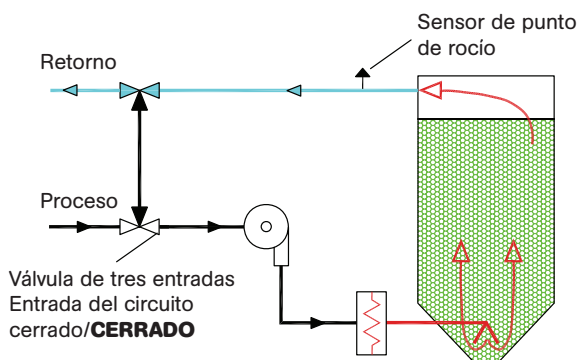 Sensor de punto
de rocío
Retorno
Proceso
Válvula de tres entradas
Entrada del circuito
cerrado/CERRADO